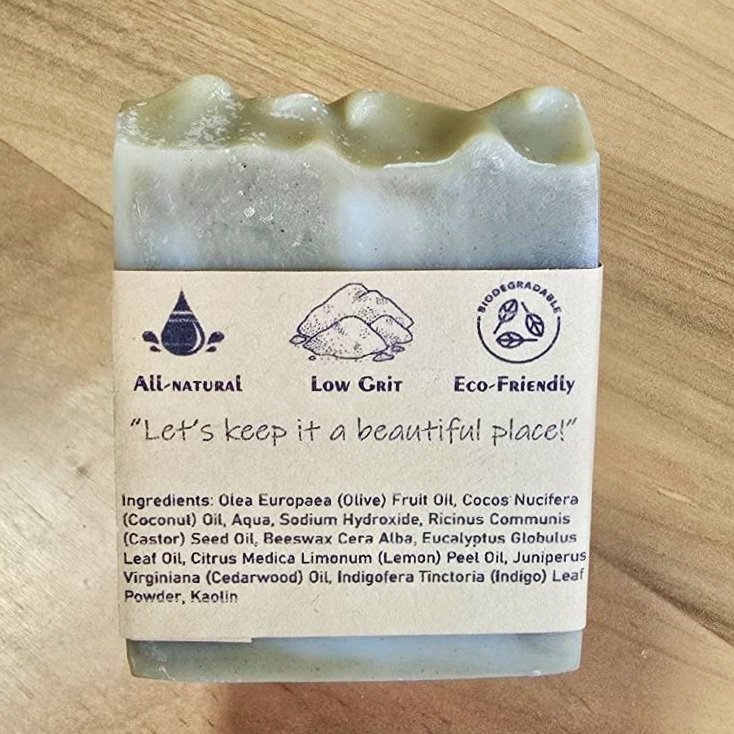 BIODEGRADABLE
All-natural Low Grit Eco-Friendly
"Let's keep it a beautiful place!"
Ingredients: Olea Europaea (Olive) Fruit Oil, Cocos Nucifera
(Coconut) Oil, Aqua, Sodium Hydroxide, Ricinus Communis
(Castor) Seed Oil, Beeswax Cera Alba, Eucalyptus Globulus
Leaf Oil, Citrus Medica Limonum (Lemon) Peel Oil, Juniperus
Virginiana (Cedarwood) Oil, Indigofera Tinctoria (Indigo) Leaf
Powder, Kaolin